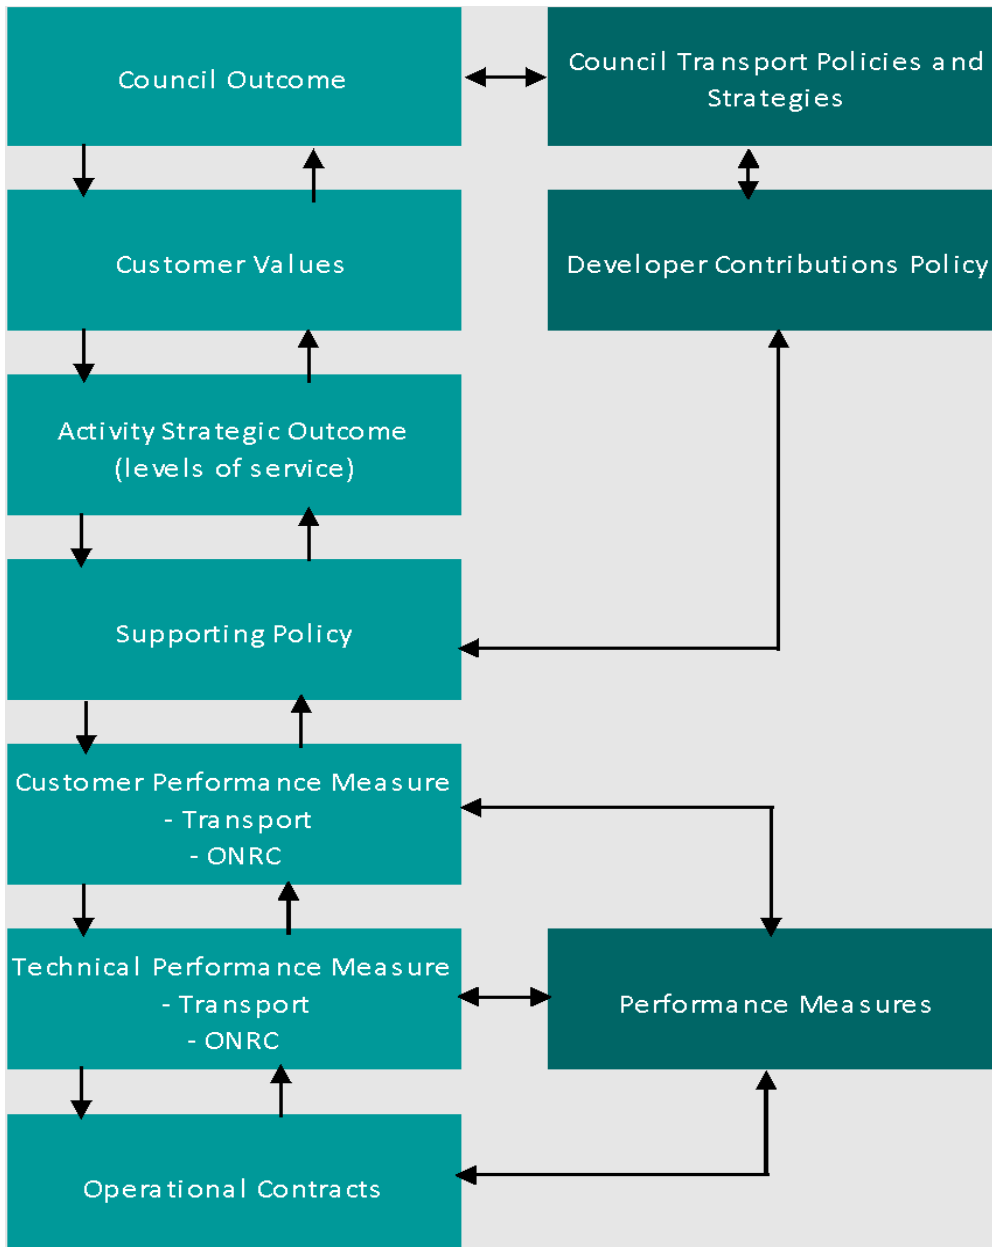 Council Outcome
Council Transport Policies and
Strategies
Customer Values
Developer Contributions Policy
Activity Strategic Outcome
(levels of service)
Supporting Policy
Customer Performance Measure
- Transport
- ONRC
Technical Performance Measure
- Transport
- ONRC
Performance Measures
Operational Contracts